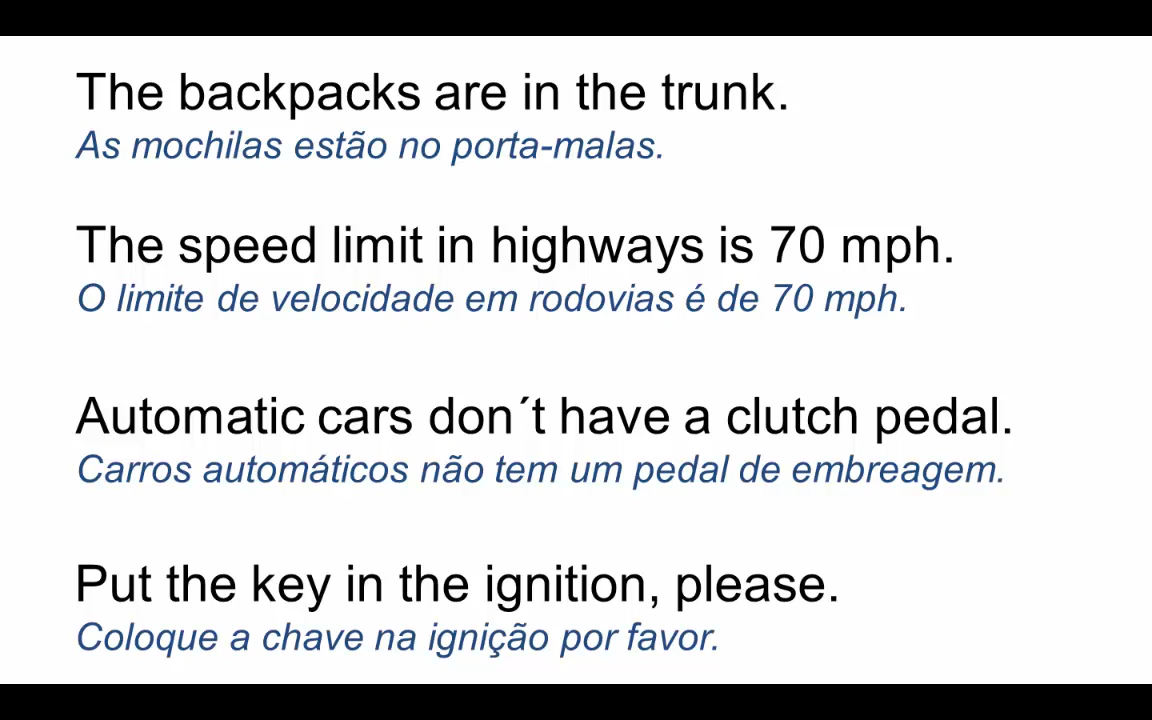 The backpacks are in the trunk.
As mochilas estão no porta-malas.
The speed limit in highways is 70 mph.
O limite de velocidade em rodovias é de 70 mph.
Automatic cars don´t have a clutch pedal.
Carros automáticos não tem um pedal de embreagem.
Put the key in the ignition, please.
Coloque a chave na ignição por favor.